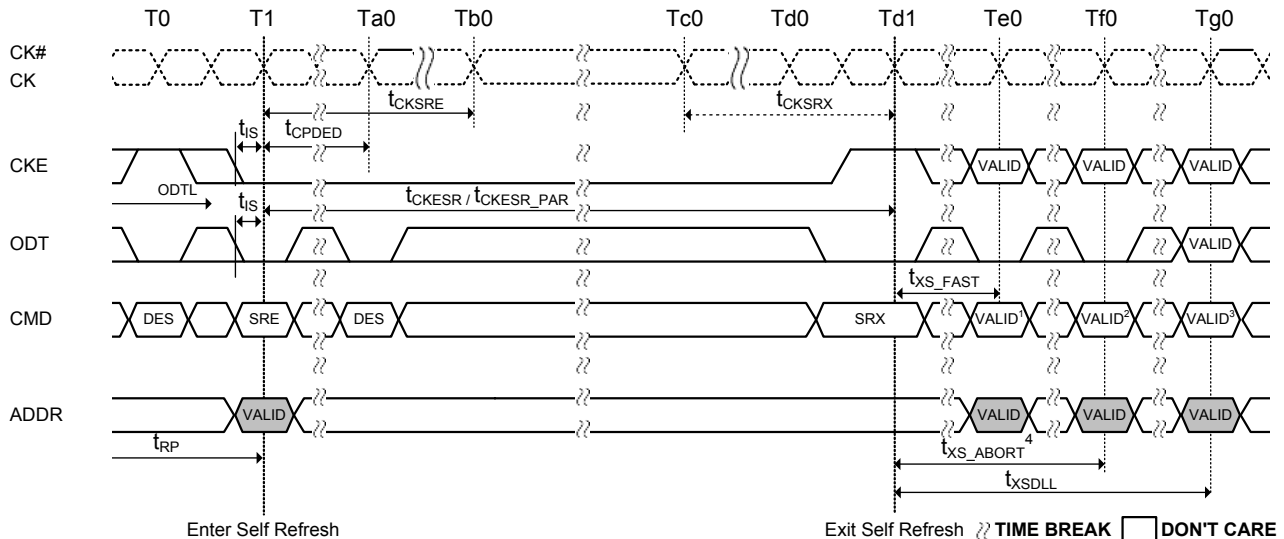 T0 T1 Ta0 Tb0 Tc0 Td0 Td1 Te0 Tf0 Tg0
CK#
CK
tCKSRE tCKSRX
tIS tCPDED
CKE VALID VALID VALID
ODTL
tIS tCKESR / tCKESR_PAR
ODT VALID
tXS_FAST
CMD DES SRE DES SRX VALID1 VALID2 VALID3
ADDR VALID VALID VALID VALID
tRP tXS_ABORT4
tXSDLL
Enter Self Refresh Exit Self Refresh TIME BREAK DON'T CARE